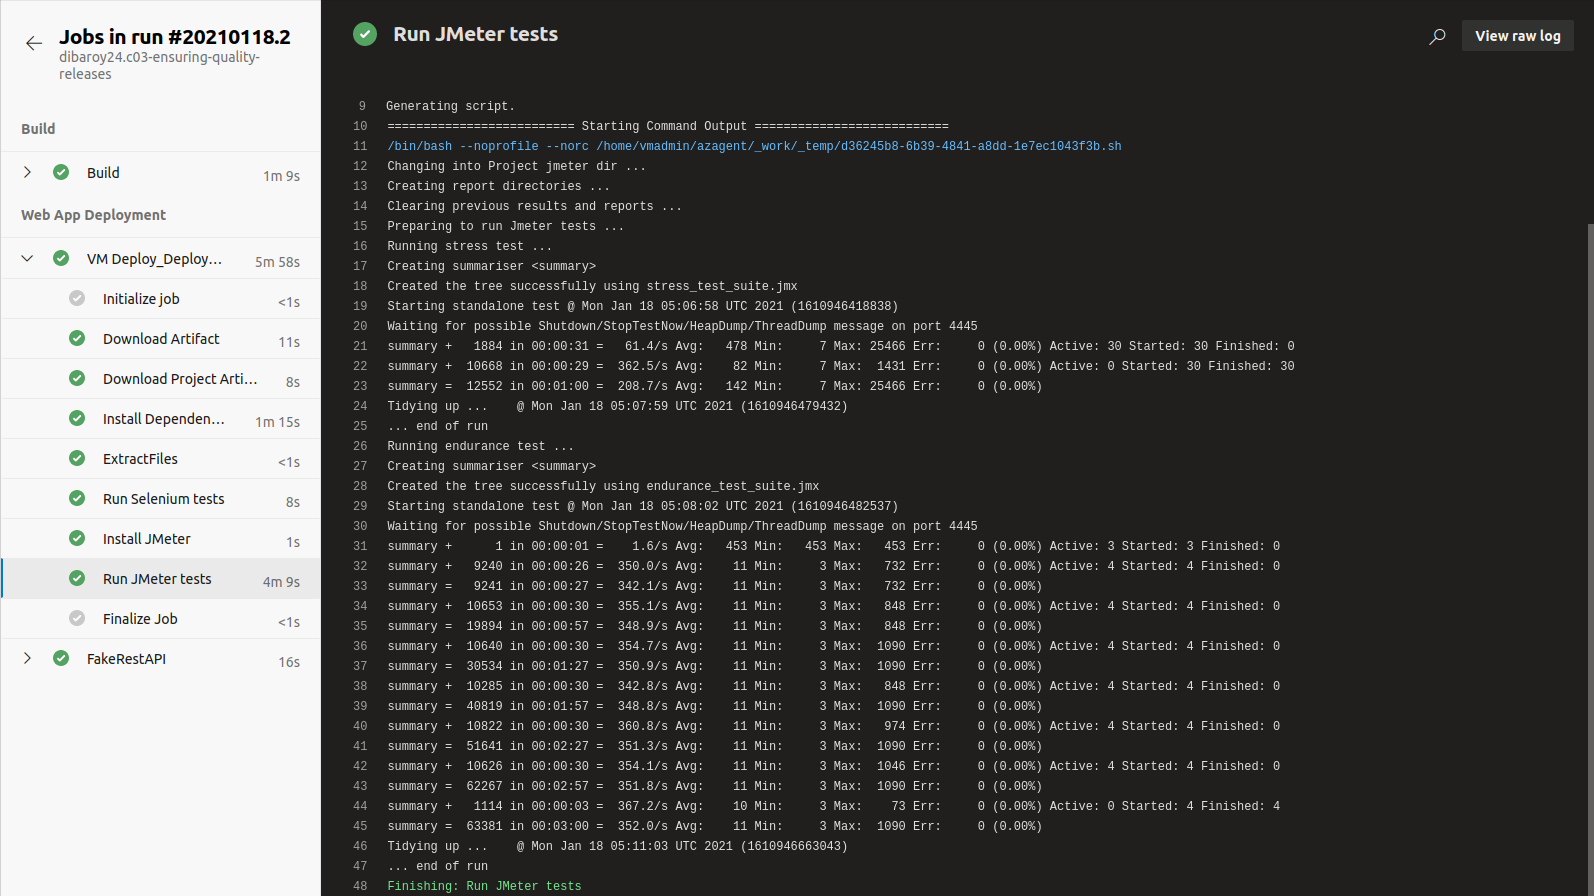 Jobs in run #20210118.2
dibaroy24.c03-ensuring-quality-
releases
Build
Build 1m 9s
Web App Deployment
VM Deploy_Deploy... 5m 58s
Initialize job <1s
Download Artifact 11s
Download Project Arti... 8s
Install Dependen... 1m 15s
ExtractFiles <1s
Run Selenium tests 8s
Install JMeter 1s
Run JMeter tests 4m 9s
Finalize Job <1s
FakeRestAPI 16s
Run JMeter tests
View raw log
9 Generating script.
10 ========================== Starting Command Output ===========================
11 /bin/bash --noprofile --norc /home/vmadmin/azagent/_work/_temp/d36245b8-6b39-4841-a8dd-1e7ec1043f3b.sh
12 Changing into Project jmeter dir ...
13 Creating report directories ...
14 Clearing previous results and reports ...
15 Preparing to run Jmeter tests ...
16 Running stress test ...
17 Creating summariser <summary>
18 Created the tree successfully using stress_test_suite.jmx
19 Starting standalone test @ Mon Jan 18 05:06:58 UTC 2021 (1610946418838)
20 Waiting for possible Shutdown/StopTestNow/HeapDump/ThreadDump message on port 4445
21 summary +   1884 in 00:00:31 =   61.4/s Avg:   478 Min:     7 Max: 25466 Err:     0 (0.00%) Active: 30 Started: 30 Finished: 0
22 summary +  10668 in 00:00:29 =  362.5/s Avg:    82 Min:     7 Max:  1431 Err:     0 (0.00%) Active: 0 Started: 30 Finished: 30
23 summary =  12552 in 00:01:00 =  208.7/s Avg:   142 Min:     7 Max: 25466 Err:     0 (0.00%)
24 Tidying up ...    @ Mon Jan 18 05:07:59 UTC 2021 (1610946479432)
25 ... end of run
26 Running endurance test ...
27 Creating summariser <summary>
28 Created the tree successfully using endurance_test_suite.jmx
29 Starting standalone test @ Mon Jan 18 05:08:02 UTC 2021 (1610946482537)
30 Waiting for possible Shutdown/StopTestNow/HeapDump/ThreadDump message on port 4445
31 summary +      1 in 00:00:01 =    1.6/s Avg:   453 Min:   453 Max:   453 Err:     0 (0.00%) Active: 3 Started: 3 Finished: 0
32 summary +   9240 in 00:00:26 =  350.0/s Avg:    11 Min:     3 Max:   732 Err:     0 (0.00%) Active: 4 Started: 4 Finished: 0
33 summary =   9241 in 00:00:27 =  342.1/s Avg:    11 Min:     3 Max:   732 Err:     0 (0.00%)
34 summary +  10653 in 00:00:30 =  355.1/s Avg:    11 Min:     3 Max:   848 Err:     0 (0.00%) Active: 4 Started: 4 Finished: 0
35 summary =  19894 in 00:00:57 =  348.9/s Avg:    11 Min:     3 Max:   848 Err:     0 (0.00%)
36 summary +  10640 in 00:00:30 =  354.7/s Avg:    11 Min:     3 Max:  1090 Err:     0 (0.00%) Active: 4 Started: 4 Finished: 0
37 summary =  30534 in 00:01:27 =  350.9/s Avg:    11 Min:     3 Max:  1090 Err:     0 (0.00%)
38 summary +  10285 in 00:00:30 =  342.8/s Avg:    11 Min:     3 Max:   848 Err:     0 (0.00%) Active: 4 Started: 4 Finished: 0
39 summary =  40819 in 00:01:57 =  348.8/s Avg:    11 Min:     3 Max:  1090 Err:     0 (0.00%)
40 summary +  10822 in 00:00:30 =  360.8/s Avg:    11 Min:     3 Max:   974 Err:     0 (0.00%) Active: 4 Started: 4 Finished: 0
41 summary =  51641 in 00:02:27 =  351.3/s Avg:    11 Min:     3 Max:  1090 Err:     0 (0.00%)
42 summary +  10626 in 00:00:30 =  354.1/s Avg:    11 Min:     3 Max:  1046 Err:     0 (0.00%) Active: 4 Started: 4 Finished: 0
43 summary =  62267 in 00:02:57 =  351.8/s Avg:    11 Min:     3 Max:  1090 Err:     0 (0.00%)
44 summary +   1114 in 00:00:03 =  367.2/s Avg:    10 Min:     3 Max:    73 Err:     0 (0.00%) Active: 0 Started: 4 Finished: 4
45 summary =  63381 in 00:03:00 =  352.0/s Avg:    11 Min:     3 Max:  1090 Err:     0 (0.00%)
46 Tidying up ...    @ Mon Jan 18 05:11:03 UTC 2021 (1610946663043)
47 ... end of run
48 Finishing: Run JMeter tests